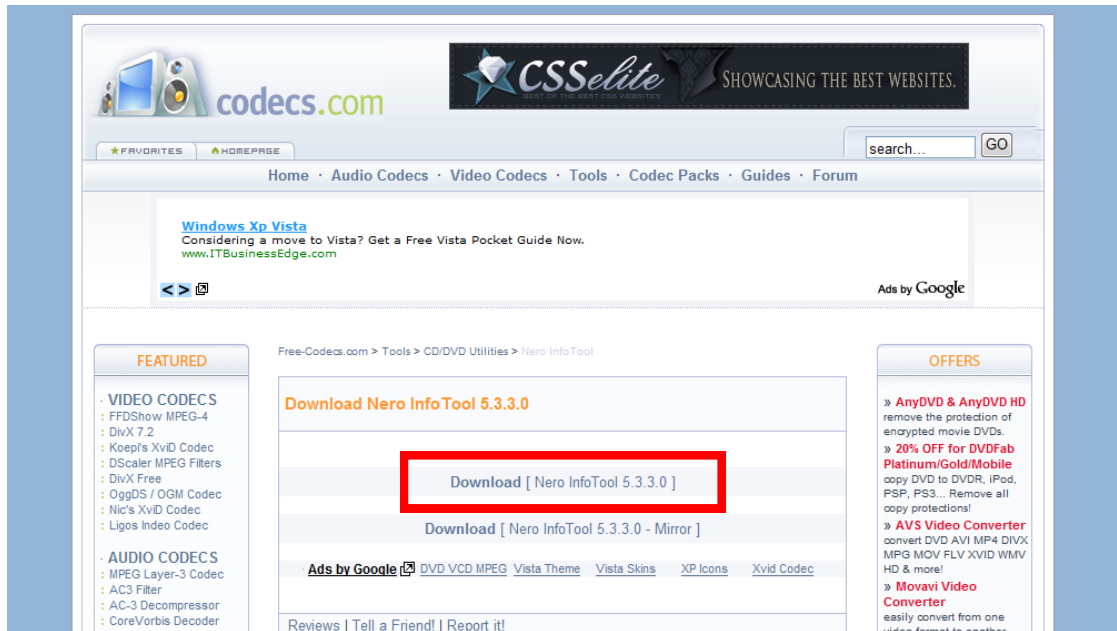 CSSelite
BEST OF THE BEST CSS WEBSITES
SHOWCASING THE BEST WEBSITES.
codecs.com
FAVORITES
HOMEPAGE
search...
GO
Home · Audio Codecs · Video Codecs · Tools · Codec Packs · Guides · Forum
Windows Xp Vista
Considering a move to Vista? Get a Free Vista Pocket Guide Now.
www.ITBusinessEdge.com
< >
Ads by Google
FEATURED
· VIDEO CODECS
: FFDShow MPEG-4
: DivX 7.2
: Koepi's XviD Codec
: DScaler MPEG Filters
: DivX Free
: OggDS / OGM Codec
: Nic's XviD Codec
: Ligos Indeo Codec
· AUDIO CODECS
: MPEG Layer-3 Codec
: AC3 Filter
: AC-3 Decompressor
: CoreVorbis Decoder
Free-Codecs.com > Tools > CD/DVD Utilities > Nero InfoTool
Download Nero InfoTool 5.3.3.0
Download [ Nero InfoTool 5.3.3.0 ]
Download [ Nero InfoTool 5.3.3.0 - Mirror ]
· Ads by Google DVD VCD MPEG Vista Theme Vista Skins XP Icons Xvid Codec
Reviews | Tell a Friend! | Report it!
OFFERS
» AnyDVD & AnyDVD HD
remove the protection of
encrypted movie DVDs.
» 20% OFF for DVDFab
Platinum/Gold/Mobile
copy DVD to DVDR, iPod,
PSP, PS3... Remove all
copy protections!
» AVS Video Converter
convert DVD AVI MP4 DIVX
MPG MOV FLV XVID WMV
HD & more!
» Movavi Video
Converter
easily convert from one
video format to another